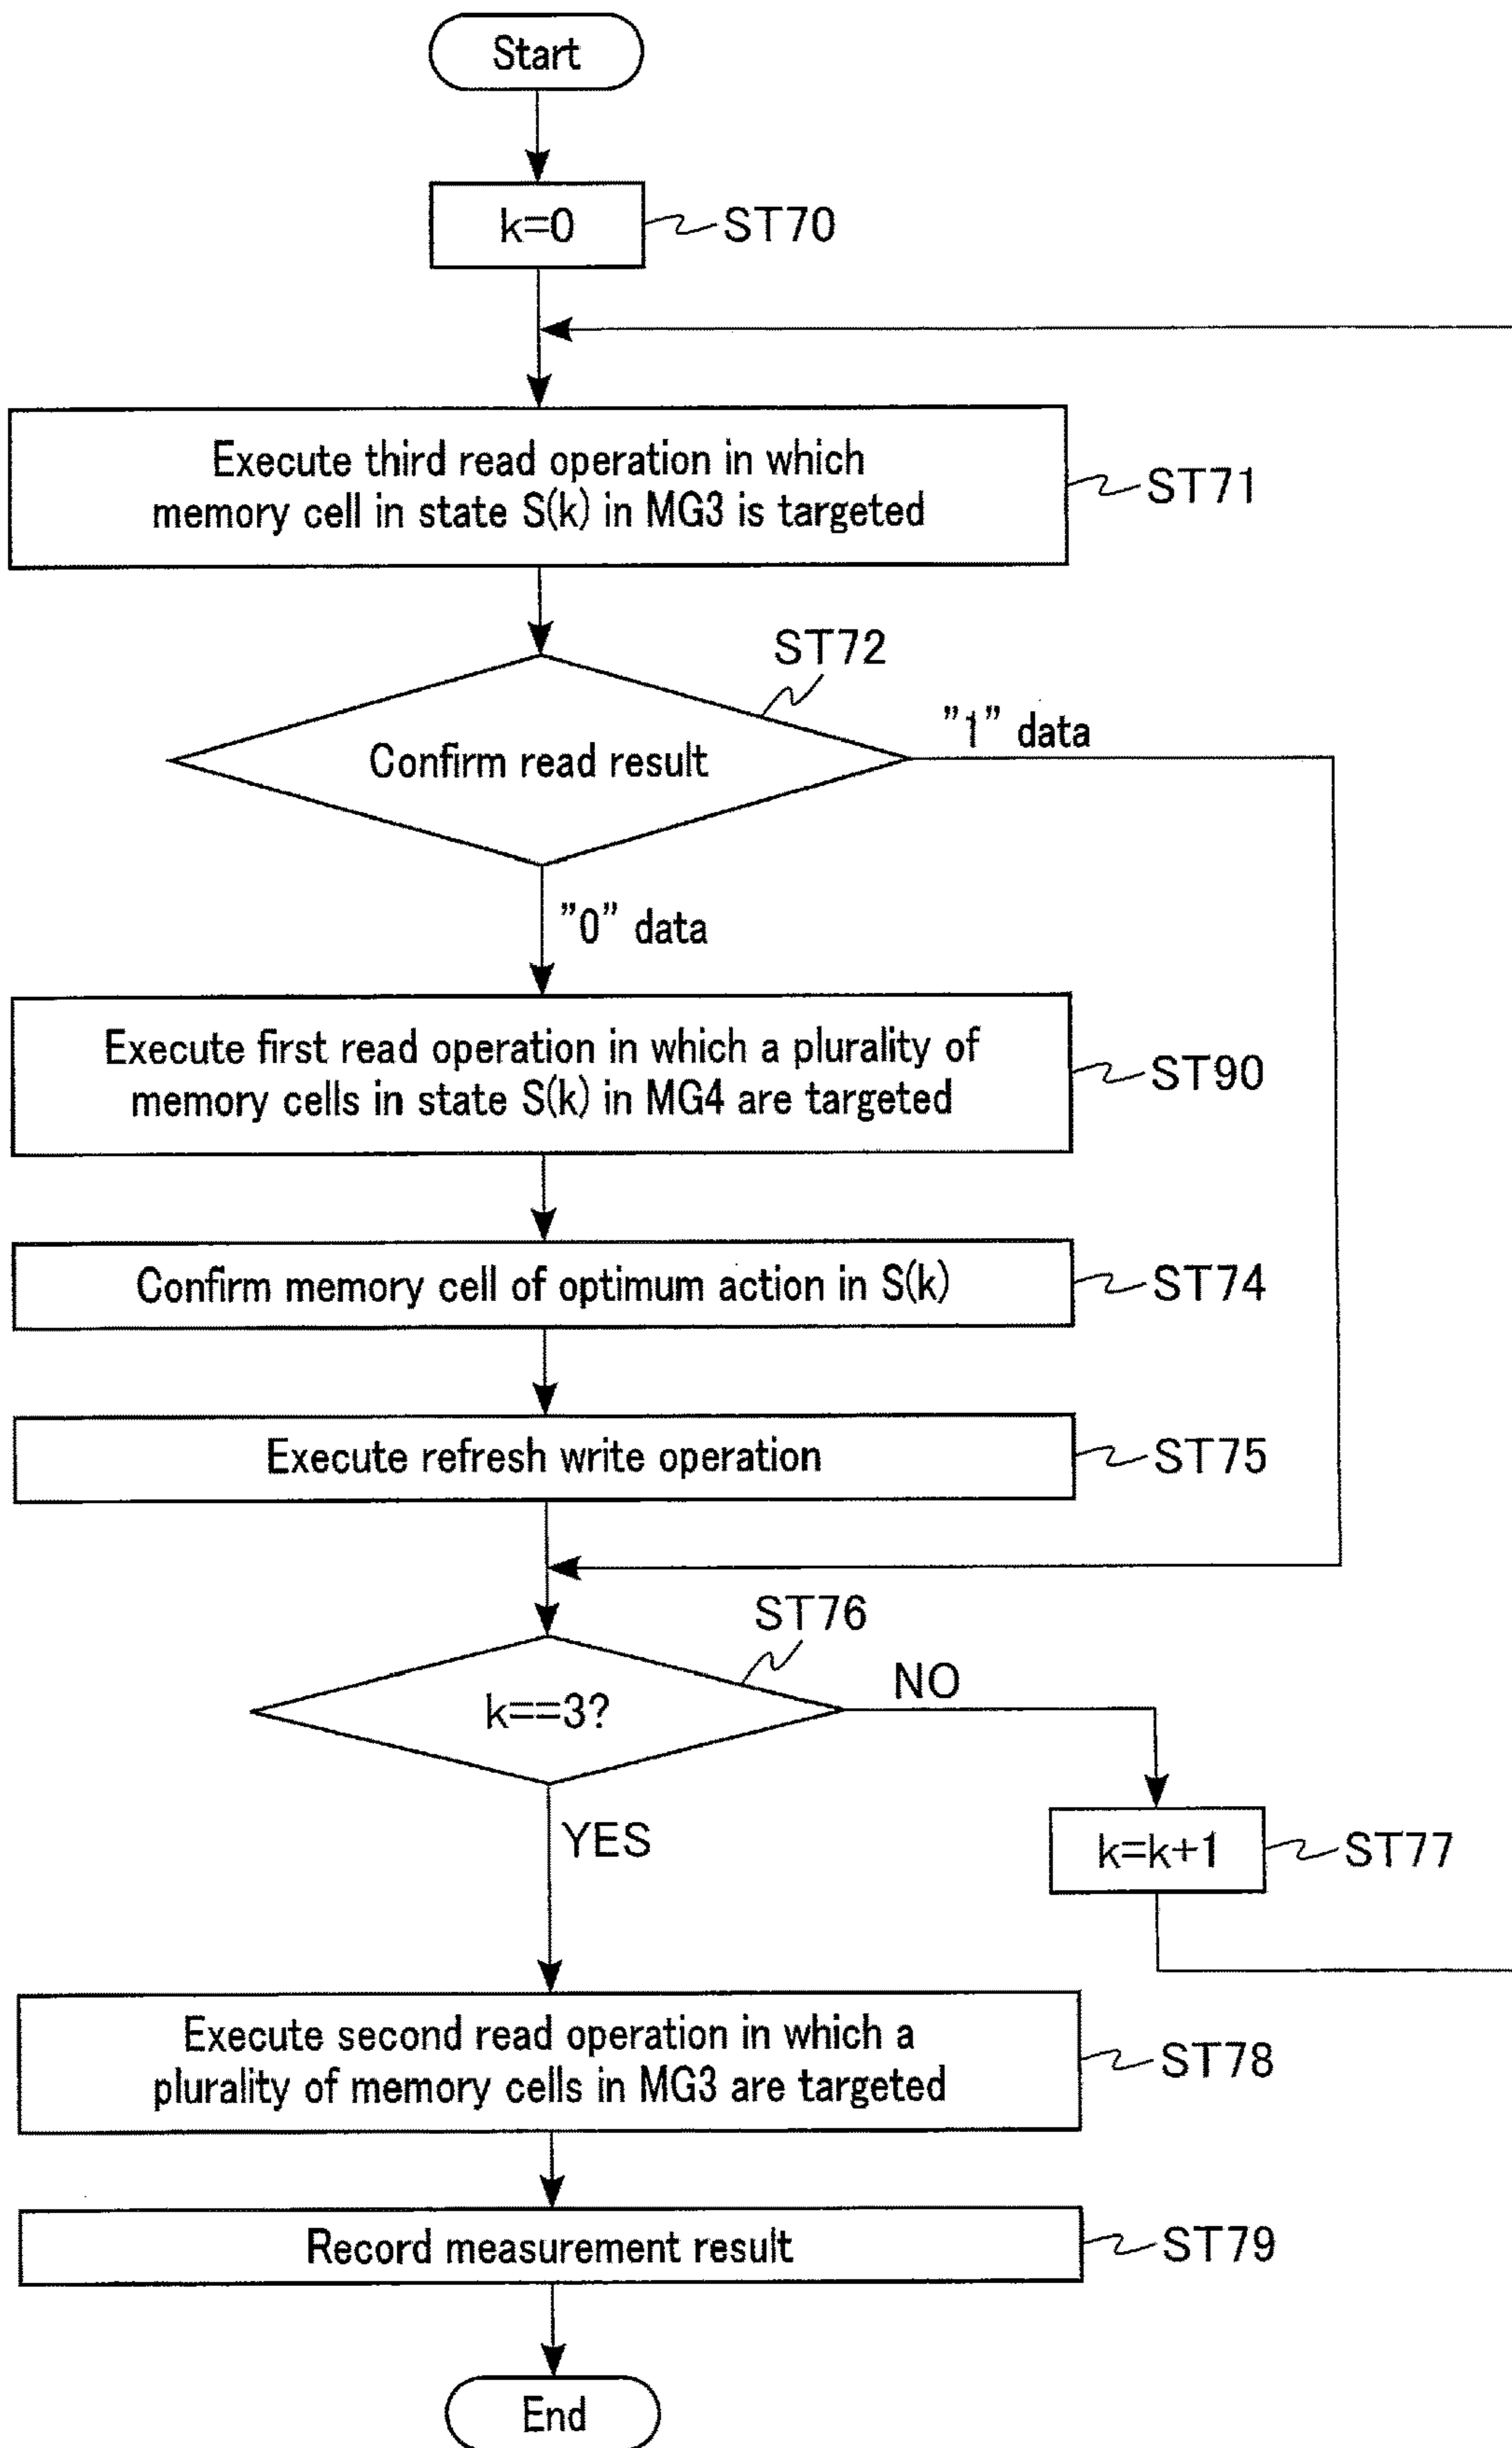 Start
k=0
ST70
Execute third read operation in which
memory cell in state S(k) in MG3 is targeted
ST71
ST72
Confirm read result
"1" data
"0" data
Execute first read operation in which a plurality of
memory cells in state S(k) in MG4 are targeted
ST90
Confirm memory cell of optimum action in S(k)
ST74
Execute refresh write operation
ST75
ST76
k==3?
NO
YES
k=k+1
ST77
Execute second read operation in which a
plurality of memory cells in MG3 are targeted
ST78
Record measurement result
ST79
End